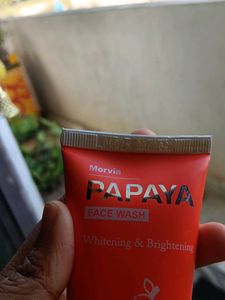 Morvin
PAPAYA
FACE WASH
Whitening & Brightening